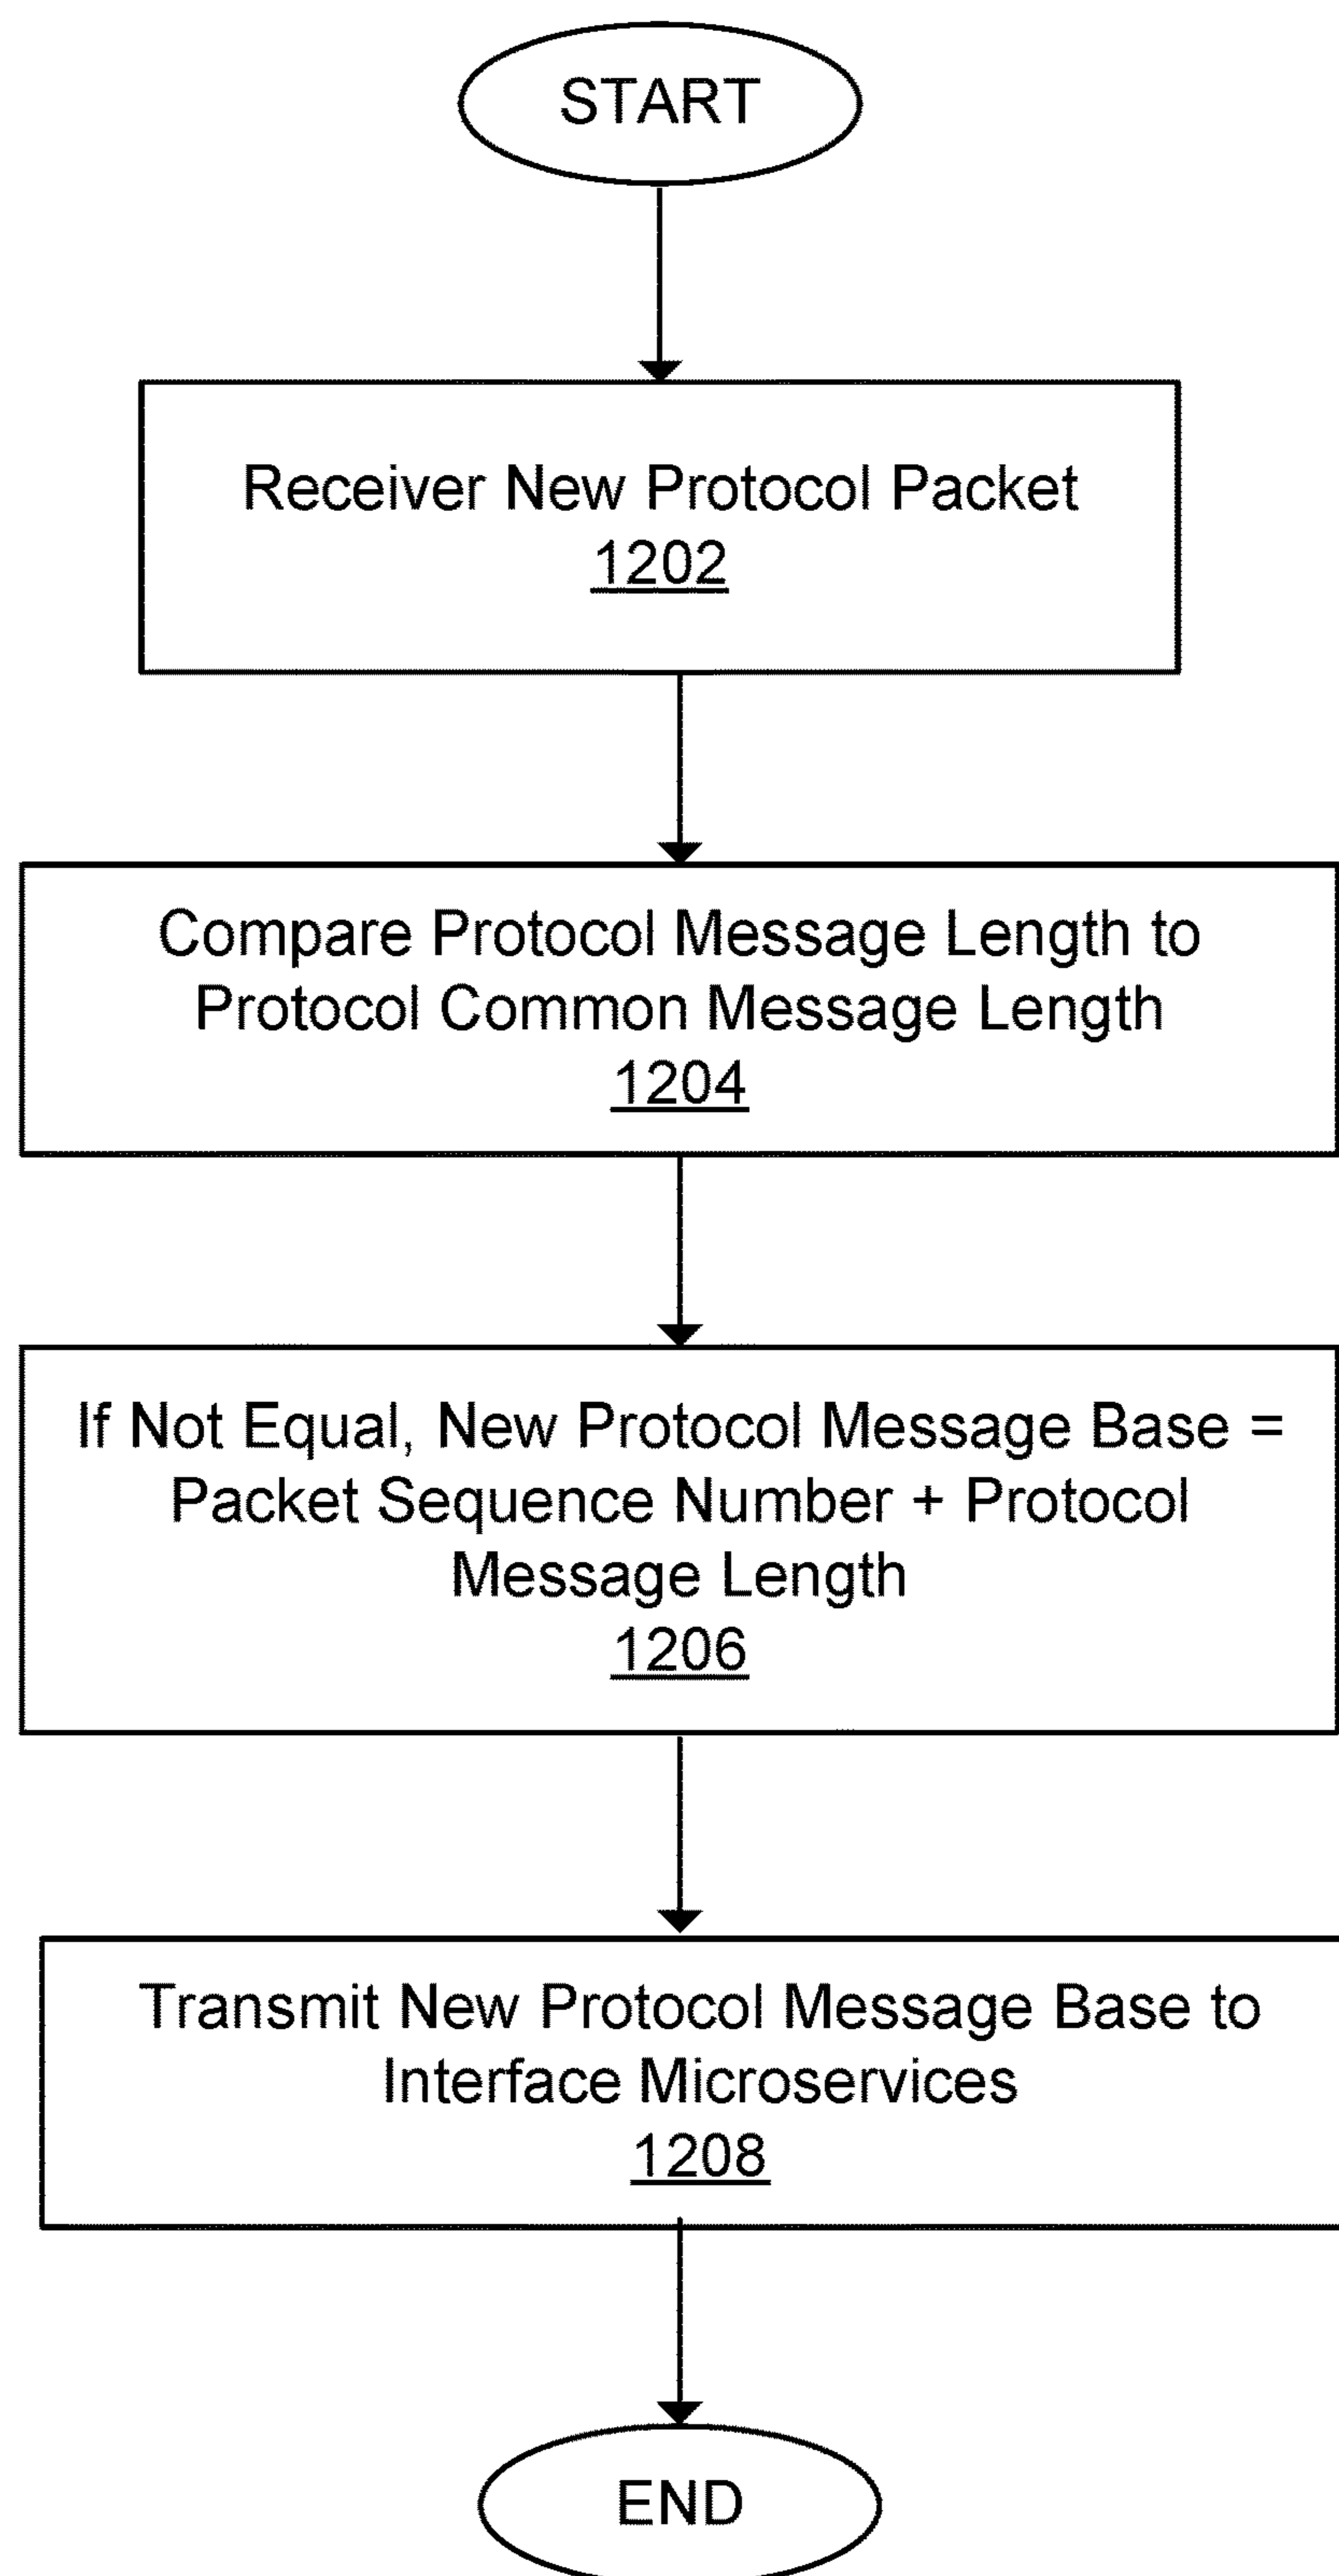 START
Receiver New Protocol Packet
1202
Compare Protocol Message Length to
Protocol Common Message Length
1204
If Not Equal, New Protocol Message Base =
Packet Sequence Number + Protocol
Message Length
1206
Transmit New Protocol Message Base to
Interface Microservices
1208
END